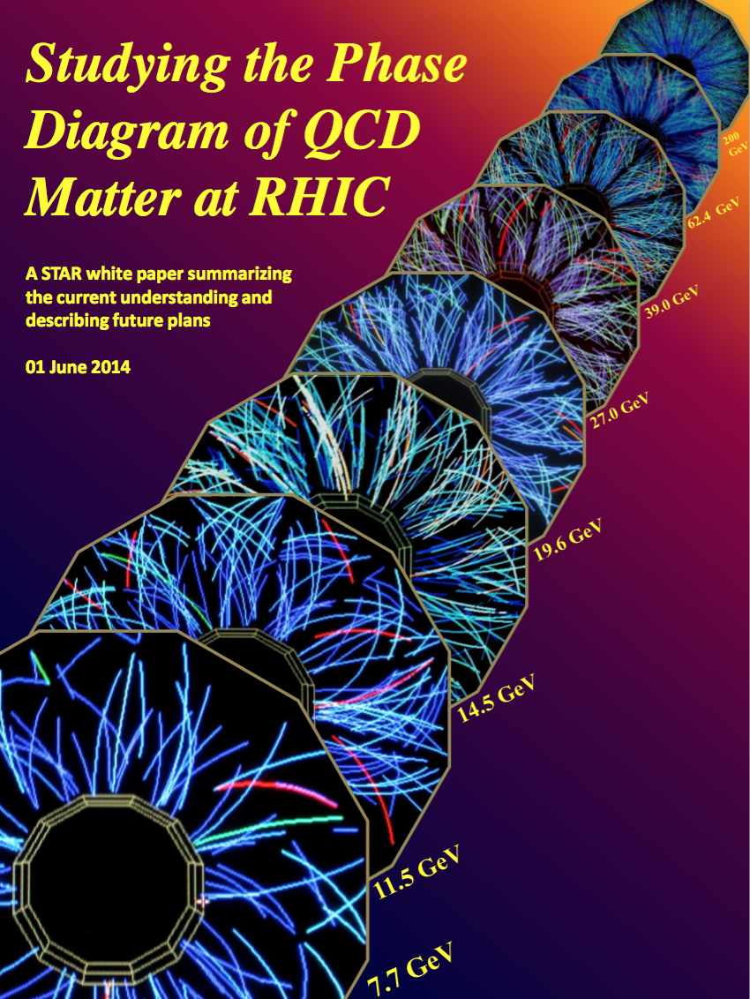 Studying the Phase
Diagram of QCD
Matter at RHIC
A STAR white paper summarizing
the current understanding and
describing future plans
01 June 2014
200
GeV
62.4 GeV
39.0 GeV
27.0 GeV
19.6 GeV
14.5 GeV
11.5 GeV
7.7 GeV